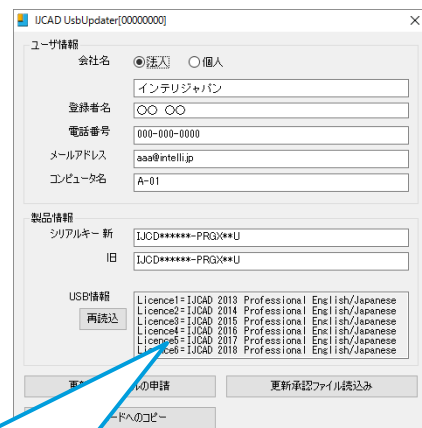 IJCAD UsbUpdater[00000000]
ユーザ情報
会社名 法人 個人
インテリジャパン
登録者名 〇〇 〇〇
電話番号 000-000-0000
メールアドレス aaa@intelli.jp
コンピュータ名 A-01
製品情報
シリアルキー 新 IJCD******-PRGX**U
旧 IJCD******-PRGX**U
USB情報
再読込
Licence1=IJCAD 2013 Professional English/Japanese
Licence2=IJCAD 2014 Professional English/Japanese
Licence3=IJCAD 2015 Professional English/Japanese
Licence4=IJCAD 2016 Professional English/Japanese
Licence5=IJCAD 2017 Professional English/Japanese
Licence6=IJCAD 2018 Professional English/Japanese
の申請 更新承認ファイル読込み
ードへのコピー